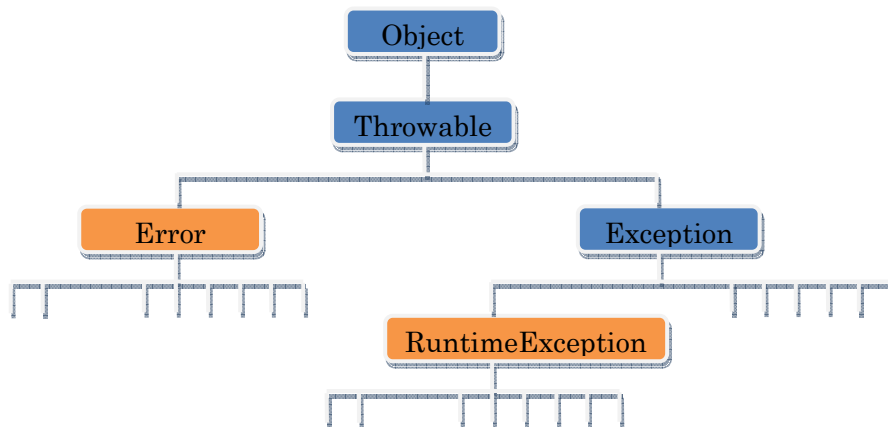 Object
Throwable
Error
Exception
RuntimeException